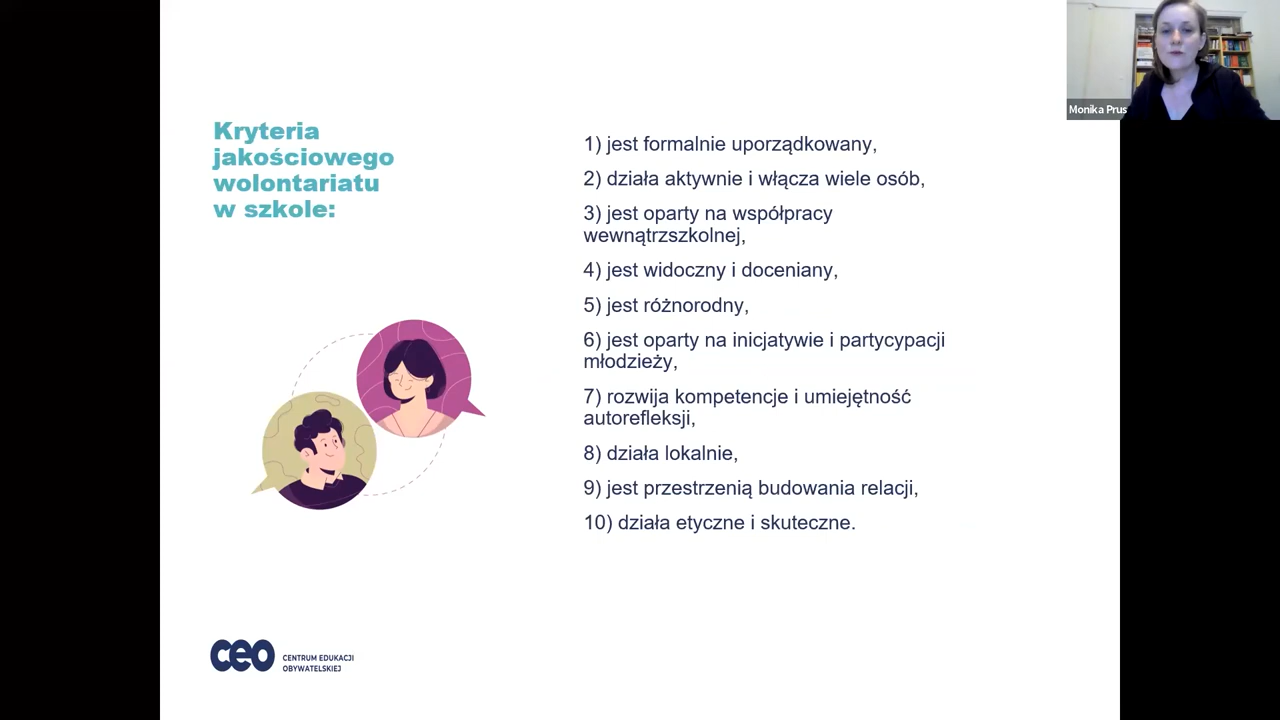 Monika Prus
Kryteria
jakościowego
wolontariatu
w szkole:
1) jest formalnie uporządkowany,
2) działa aktywnie i włącza wiele osób,
3) jest oparty na współpracy
wewnątrzszkolnej,
4) jest widoczny i doceniany,
5) jest różnorodny,
6) jest oparty na inicjatywie i partycypacji
młodzieży,
7) rozwija kompetencje i umiejętność
autorefleksji,
8) działa lokalnie,
9) jest przestrzenią budowania relacji,
10) działa etyczne i skuteczne.
ceo
CENTRUM EDUKACJI
OBYWATELSKIEJ